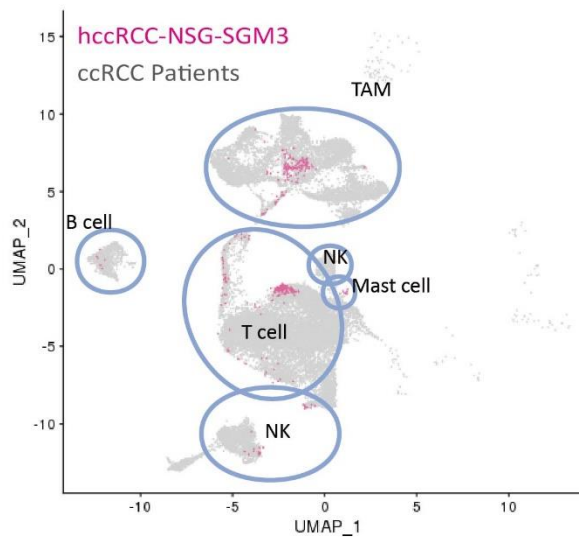 hccRCC-NSG-SGM3
ccRCC Patients
TAM
B cell
NK
Mast cell
T cell
NK
15
10
5
0
-5
-10
UMAP_2
-10
-5
0
5
10
UMAP_1